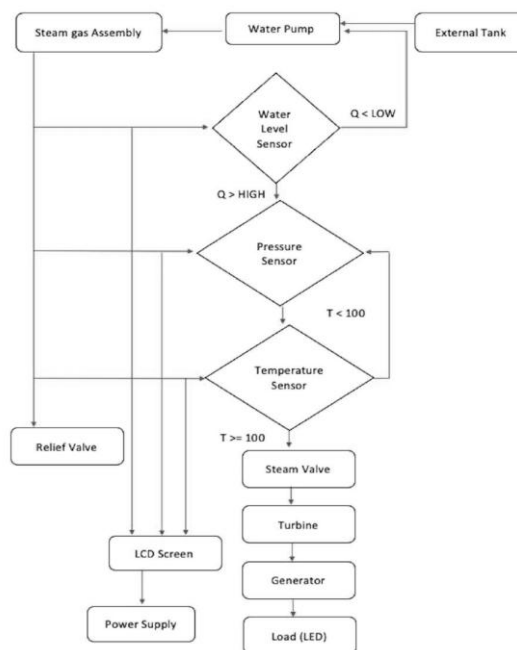 Steam gas Assembly
Water Pump
External Tank
Water
Level
Sensor
Q < LOW
Q > HIGH
Pressure
Sensor
T < 100
Temperature
Sensor
Relief Valve
T >= 100
Steam Valve
Turbine
LCD Screen
Generator
Power Supply
Load (LED)